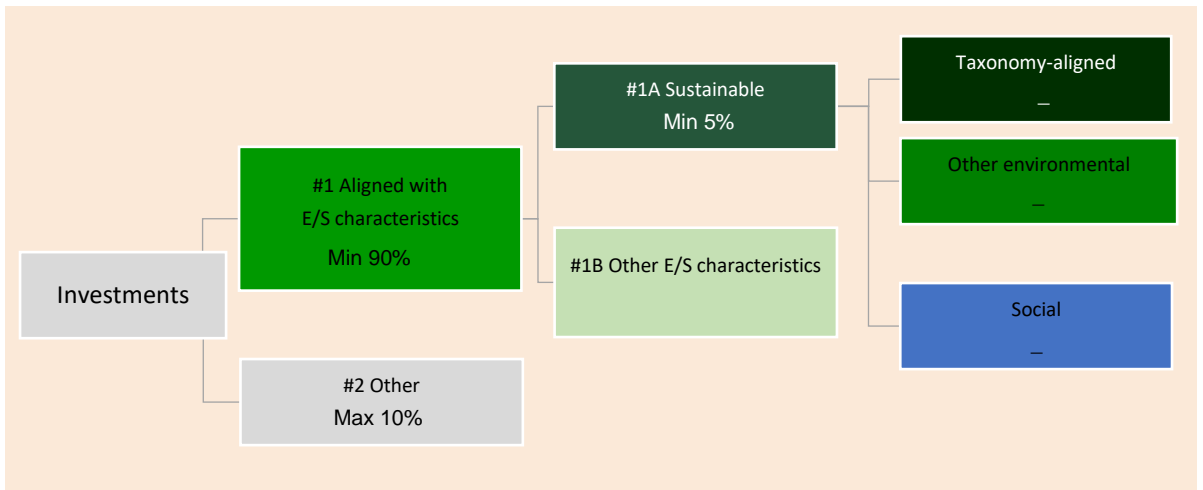 Investments
#1 Aligned with
E/S characteristics
Min 90%
#2 Other
Max 10%
#1A Sustainable
Min 5%
#1B Other E/S characteristics
Taxonomy-aligned
_
Other environmental
_
Social
_